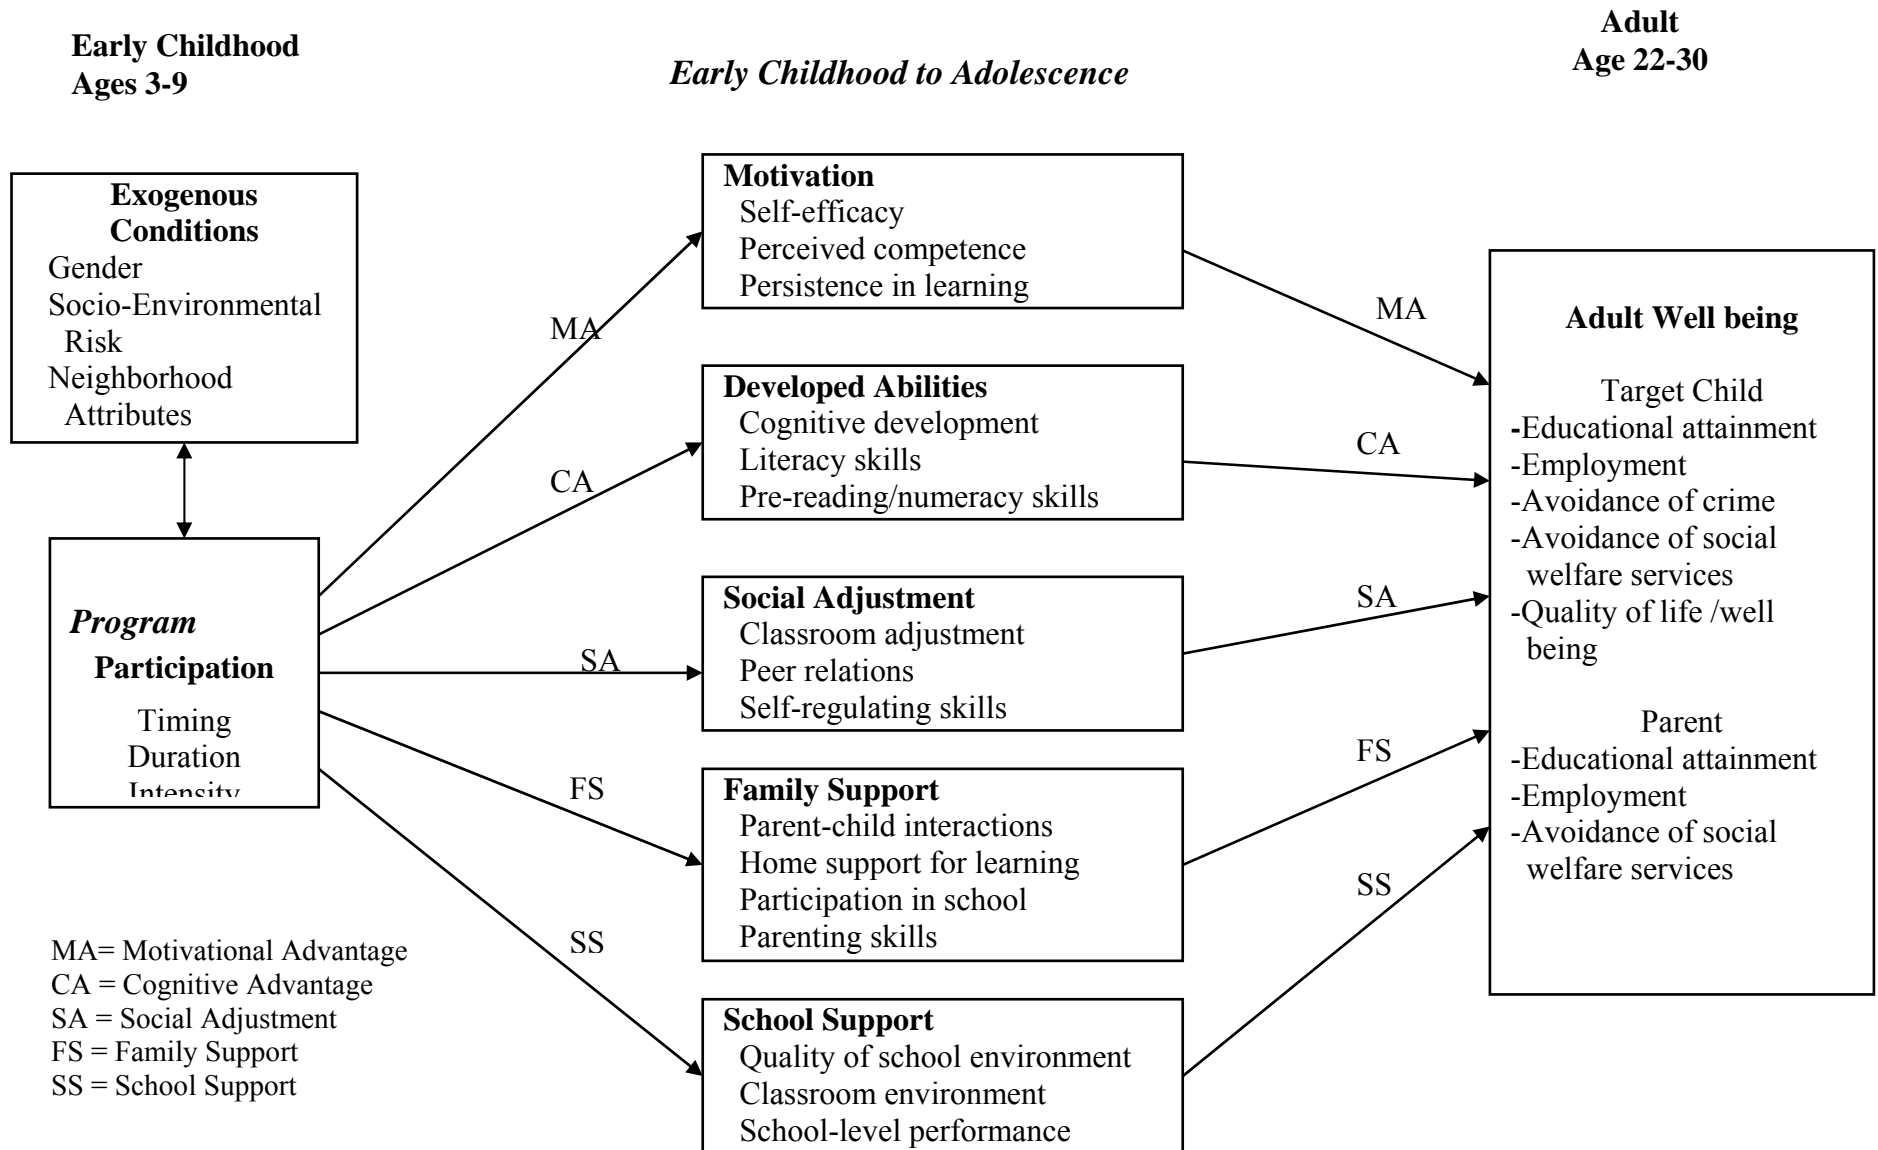 Early Childhood
Ages 3-9
Early Childhood to Adolescence
Adult
Age 22-30
Exogenous
Conditions
Gender
Socio-Environmental
Risk
Neighborhood
Attributes
Program
Participation
Timing
Duration
Intensity
MA= Motivational Advantage
CA = Cognitive Advantage
SA = Social Adjustment
FS = Family Support
SS = School Support
MA
CA
SA
FS
SS
Motivation
Self-efficacy
Perceived competence
Persistence in learning
Developed Abilities
Cognitive development
Literacy skills
Pre-reading/numeracy skills
Social Adjustment
Classroom adjustment
Peer relations
Self-regulating skills
Family Support
Parent-child interactions
Home support for learning
Participation in school
Parenting skills
School Support
Quality of school environment
Classroom environment
School-level performance
MA
CA
SA
FS
SS
Adult Well being
Target Child
-Educational attainment
-Employment
-Avoidance of crime
-Avoidance of social
welfare services
-Quality of life /well
being
Parent
-Educational attainment
-Employment
-Avoidance of social
welfare services